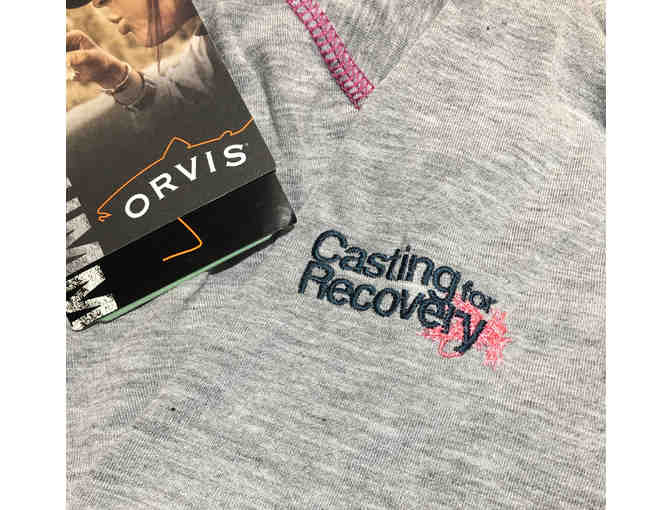 ORVIS
Casting for
Recovery